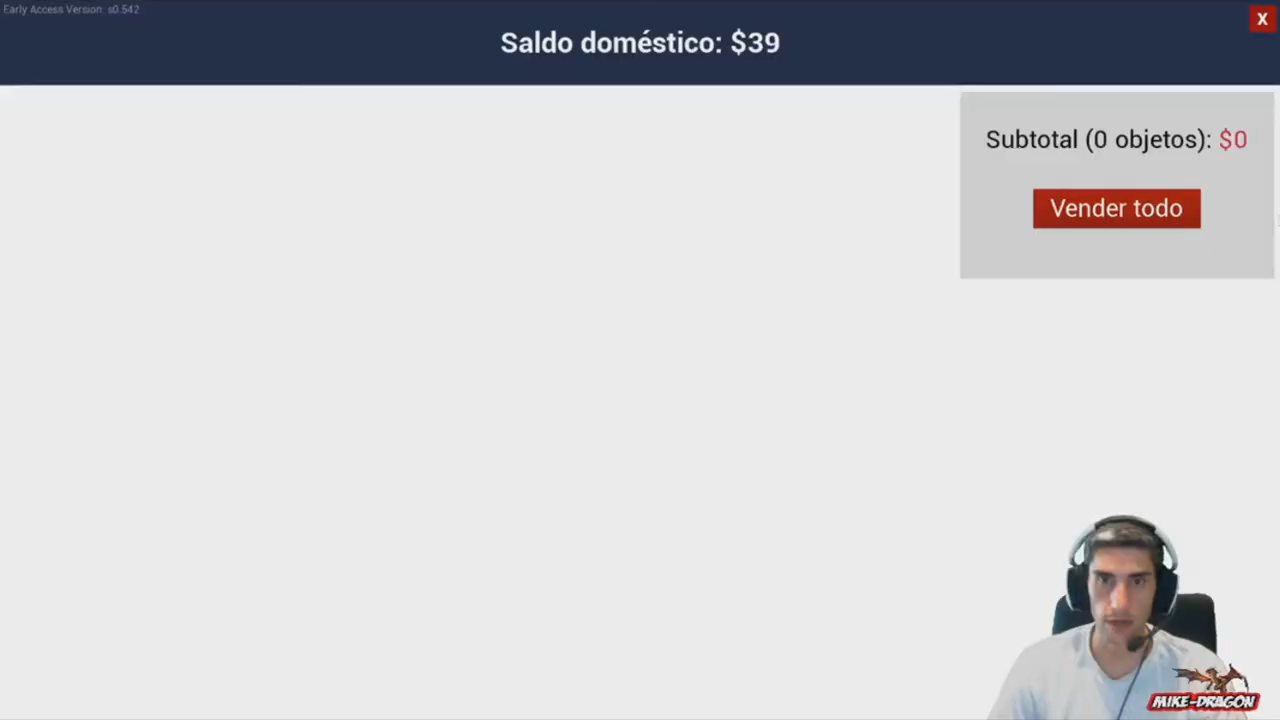 Early Access Version: s0.542
Saldo doméstico: $39
X
Subtotal (0 objetos): $0
Vender todo
MIKE-DRAGON